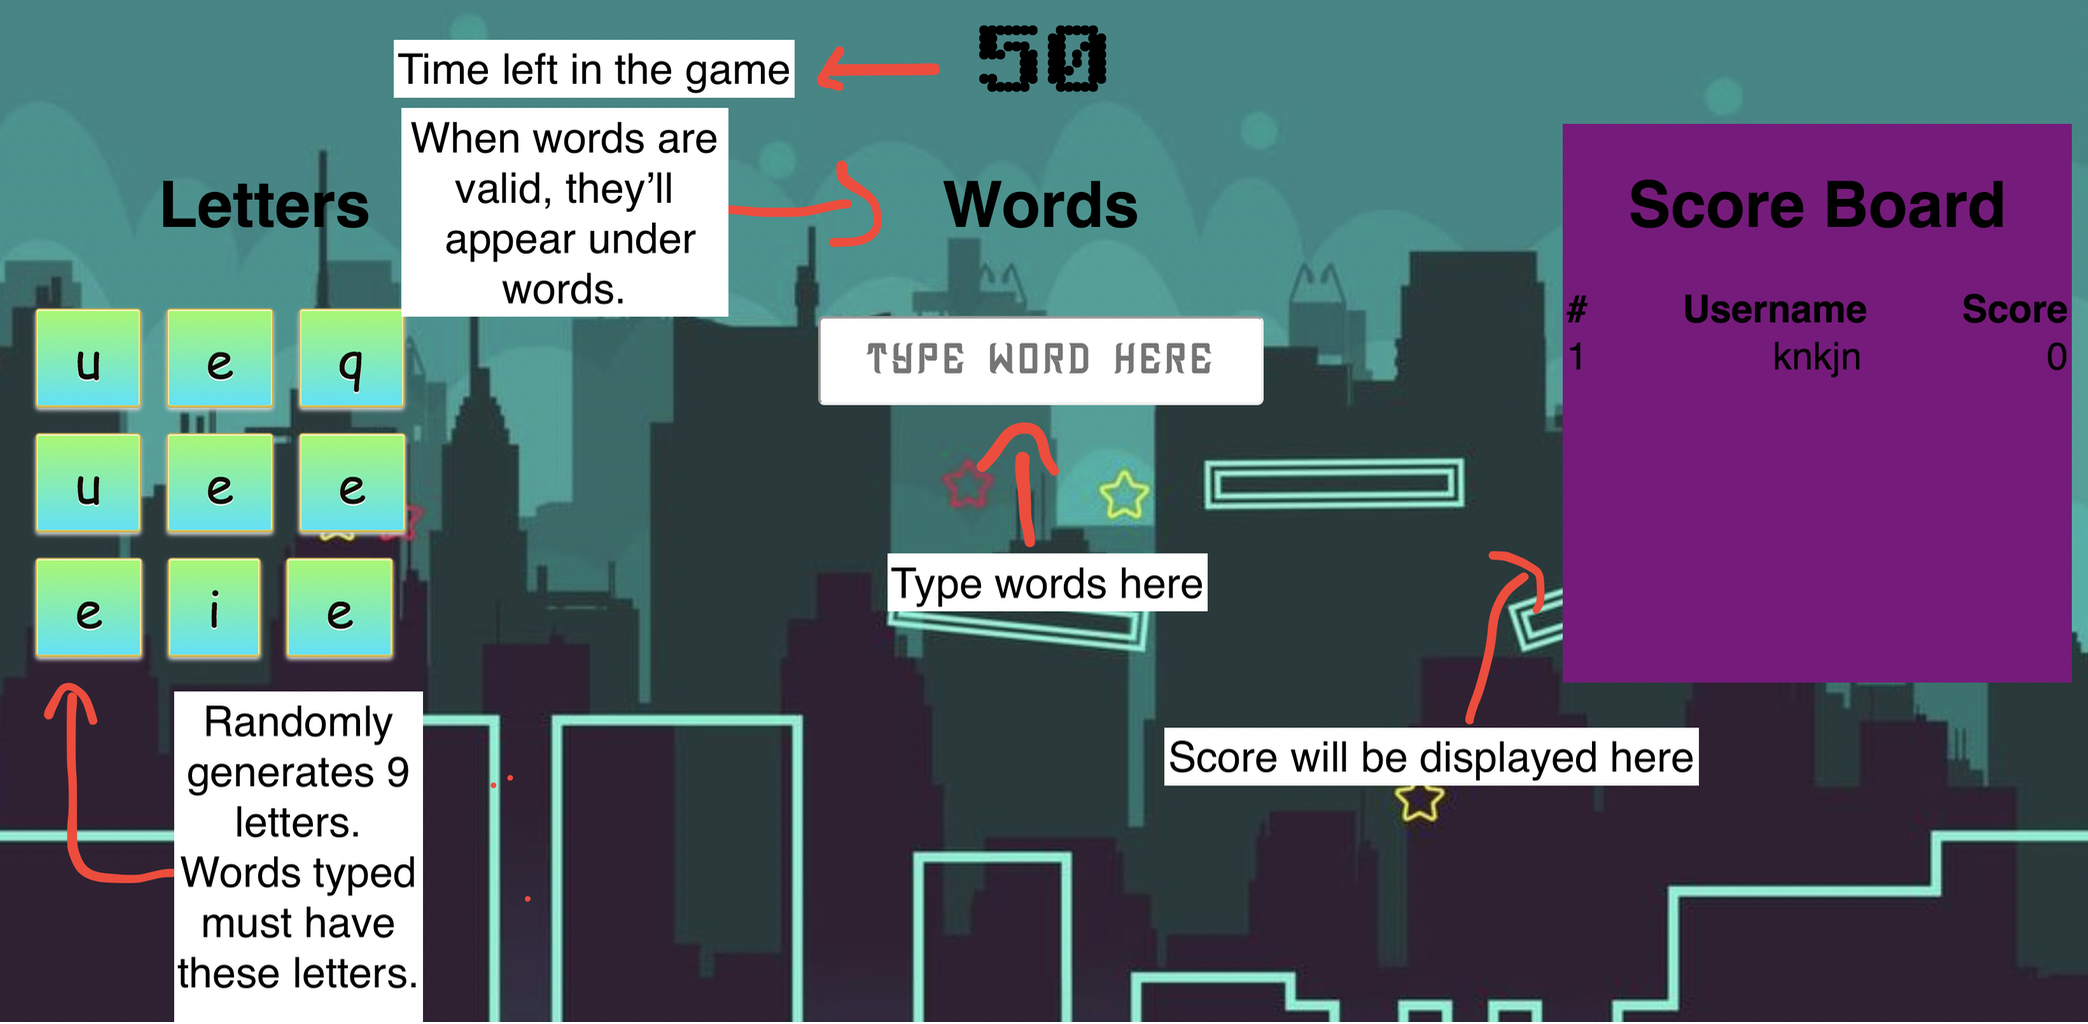 50
Time left in the game
When words are
valid, they'll
appear under
words.
Letters
Words
Score Board
# Username Score
1 knkjn 0
u e q
u e e
e i e
TYPE WORD HERE
Type words here
Randomly
generates 9
letters.
Words typed
must have
these letters.
Score will be displayed here